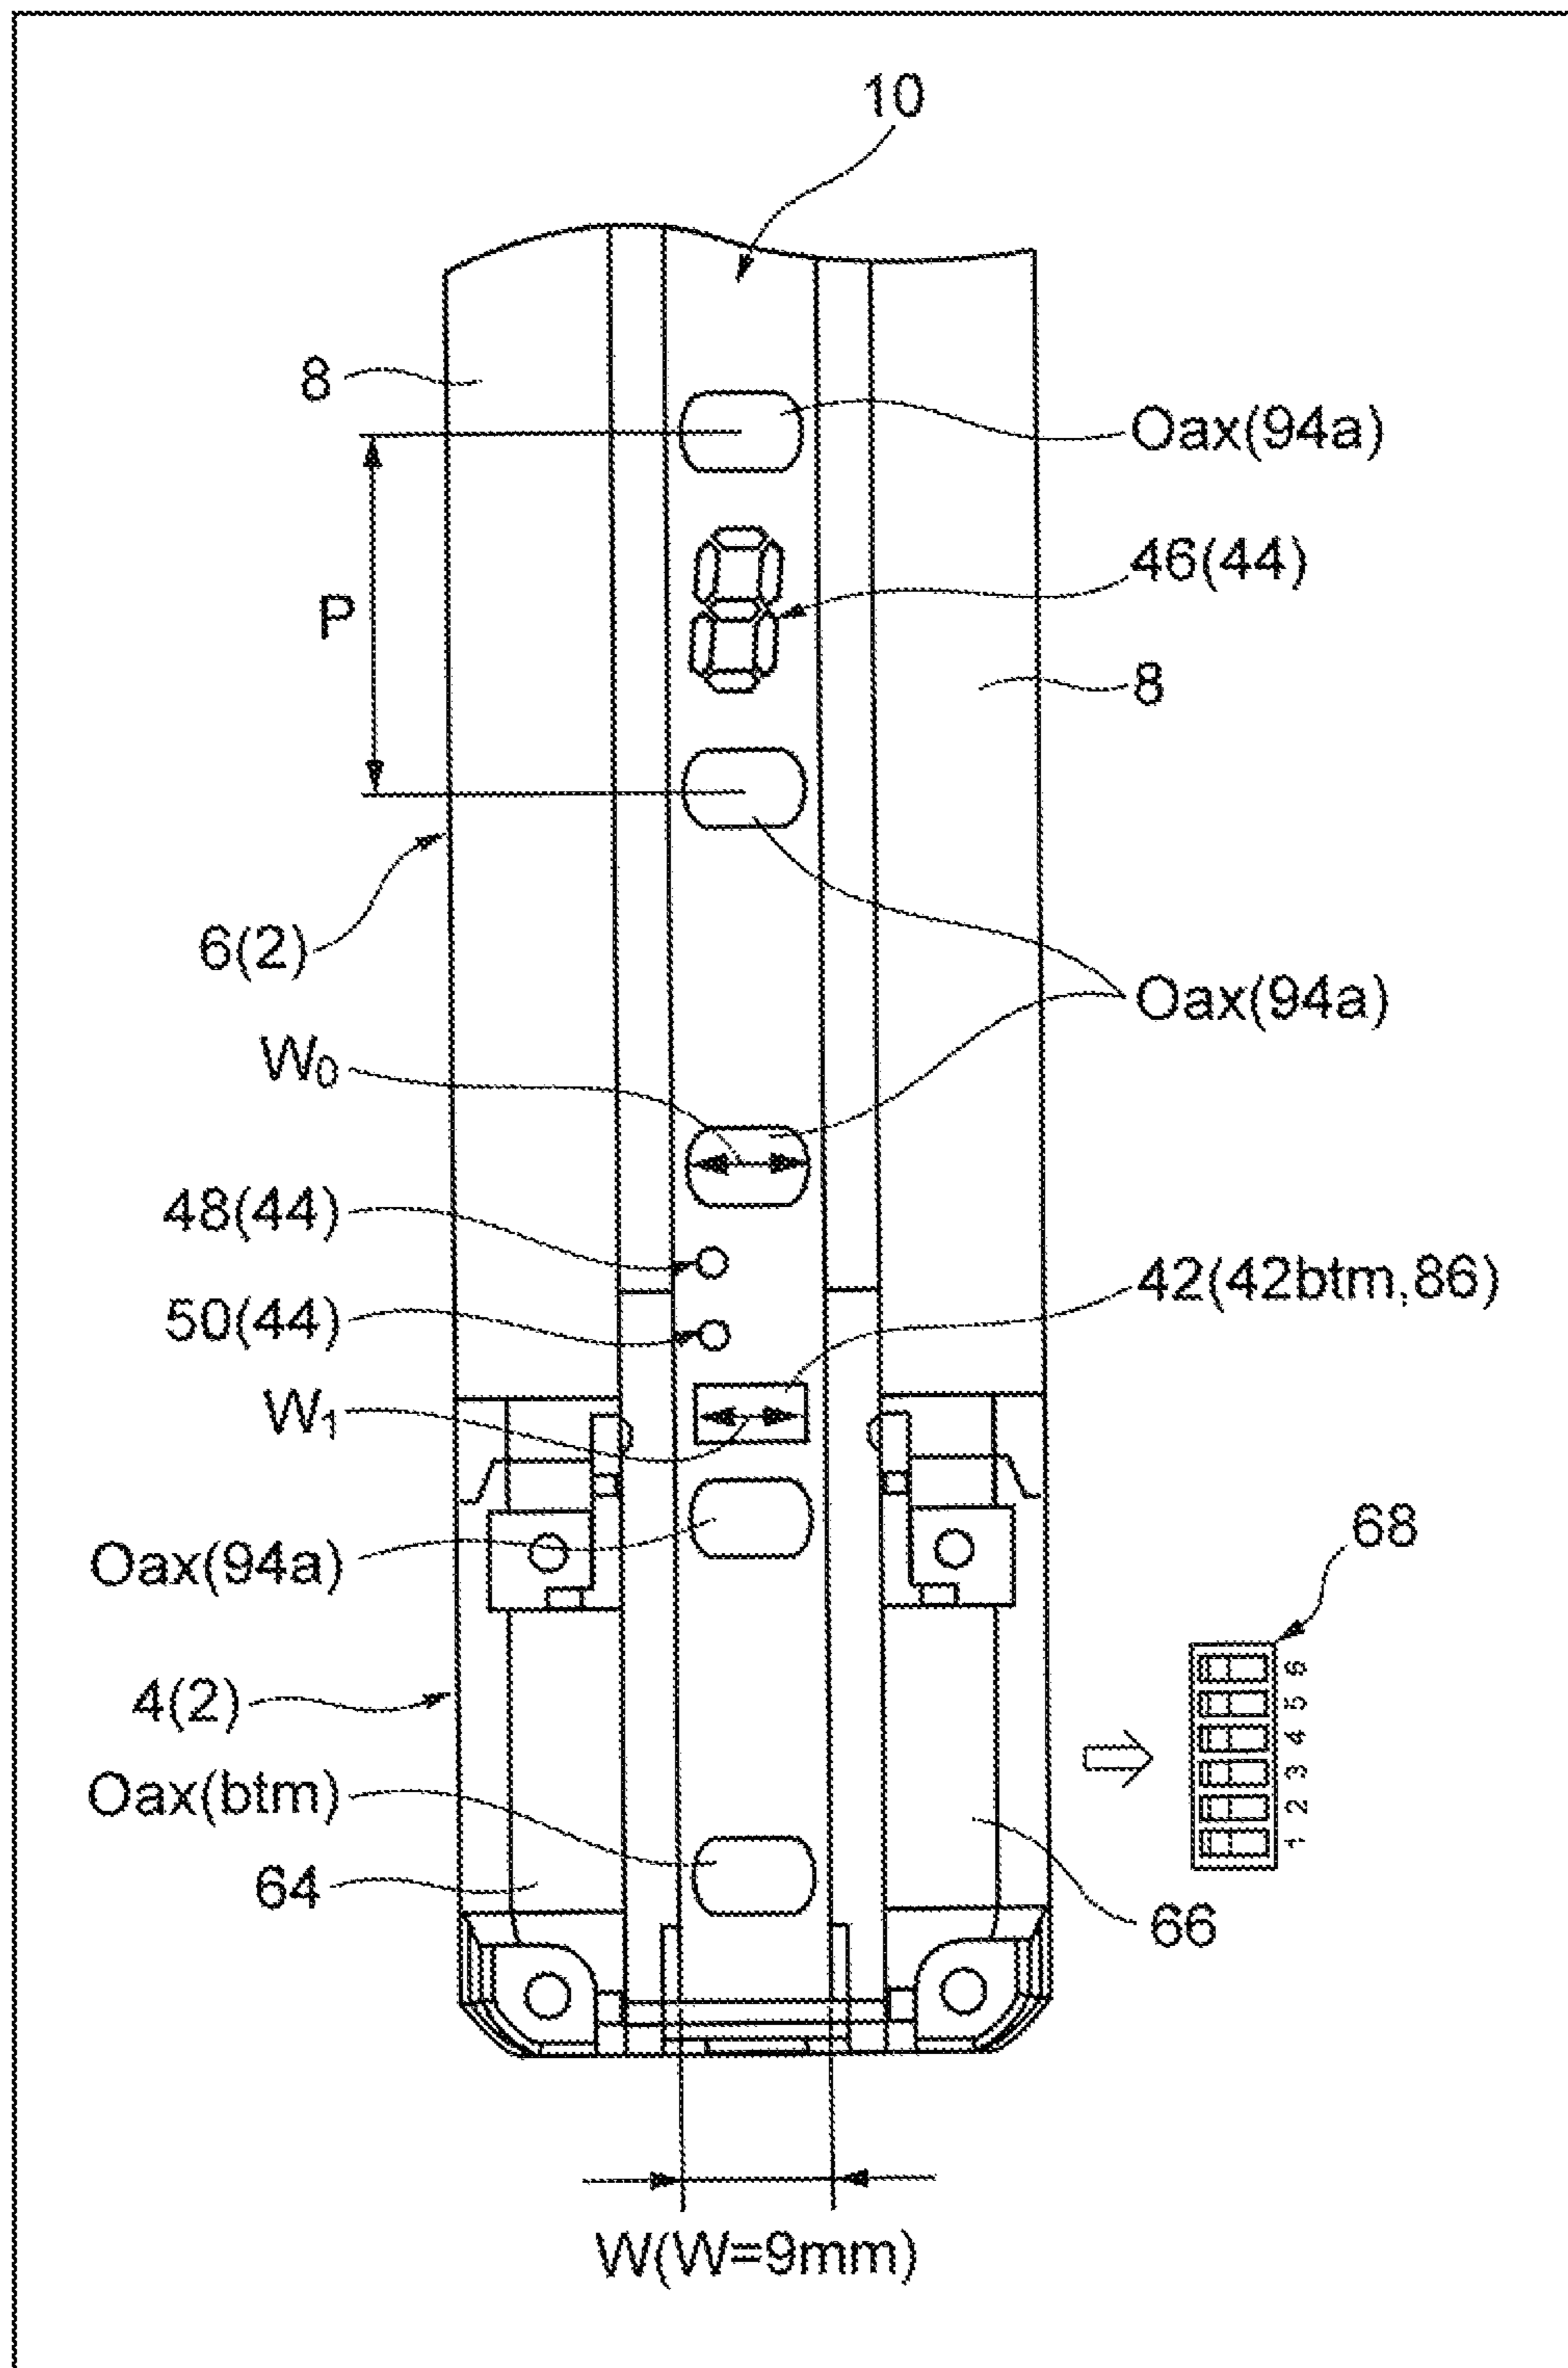 10
8
Oax(94a)
46(44)
P
8
6(2)
Oax(94a)
W₀
48(44)
42(42btm,86)
50(44)
W₁
68
Oax(94a)
6
5
4(2)
4
3
Oax(btm)
2
1
64
66
W(W=9mm)